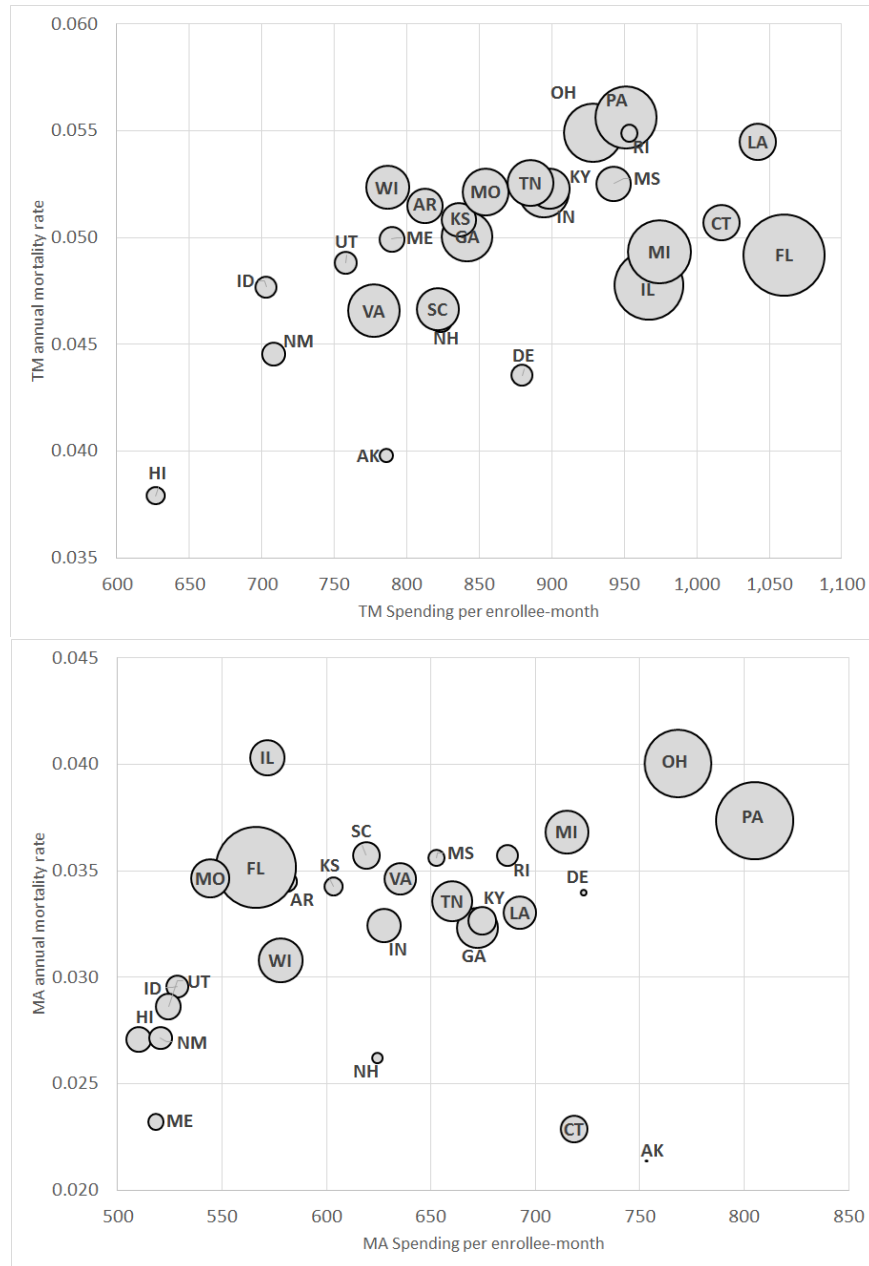 0.060
0.055
0.050
0.045
0.040
0.035
TM annual mortality rate
OH
PA
RI
LA
WI
AR
MO
TN
KY
MS
IN
KS
GA
ME
CT
UT
MI
FL
ID
IL
VA
SC
NH
NM
DE
AK
HI
600 650 700 750 800 850 900 950 1,000 1,050 1,100
TM Spending per enrollee-month
0.045
0.040
0.035
0.030
0.025
0.020
MA annual mortality rate
IL
OH
PA
MI
SC
MS
RI
FL
KS
MO
AR
VA
DE
KY
TN
LA
GA
IN
WI
UT
ID
HI
NM
NH
ME
CT
AK
500 550 600 650 700 750 800 850
MA Spending per enrollee-month